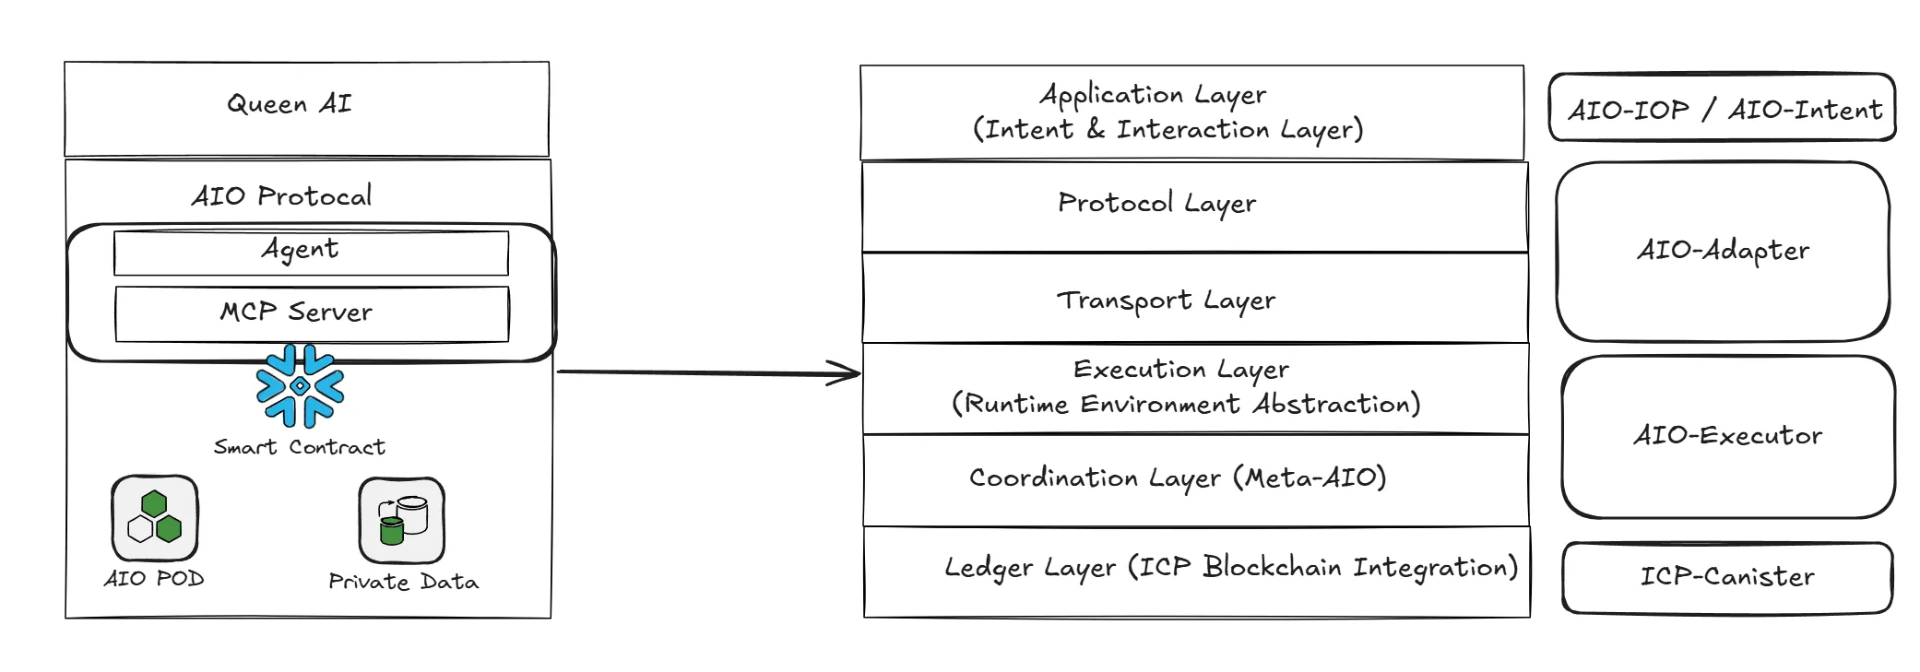 Queen AI
AIO Protocal
Agent
MCP Server
Smart Contract
AIO POD
Private Data
Application Layer
(Intent & Interaction Layer)
Protocol Layer
Transport Layer
Execution Layer
(Runtime Environment Abstraction)
Coordination Layer (Meta-AIO)
Ledger Layer (ICP Blockchain Integration)
AIO-IOP / AIO-Intent
AIO-Adapter
AIO-Executor
ICP-Canister